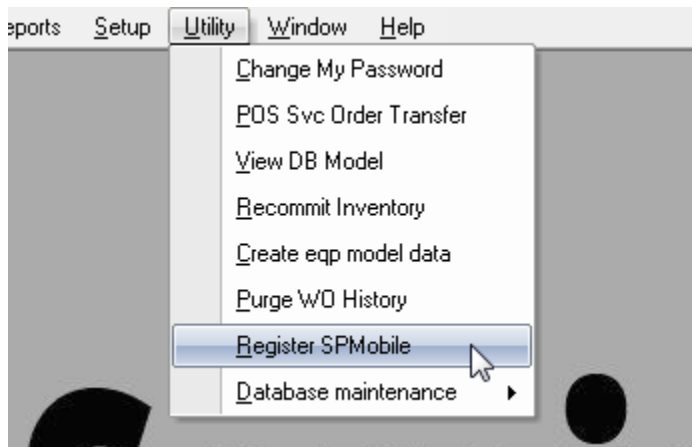 eports Setup Utility Window Help
Change My Password
POS Svc Order Transfer
View DB Model
Recommit Inventory
Create eqp model data
Purge WO History
Register SPMobile
Database maintenance